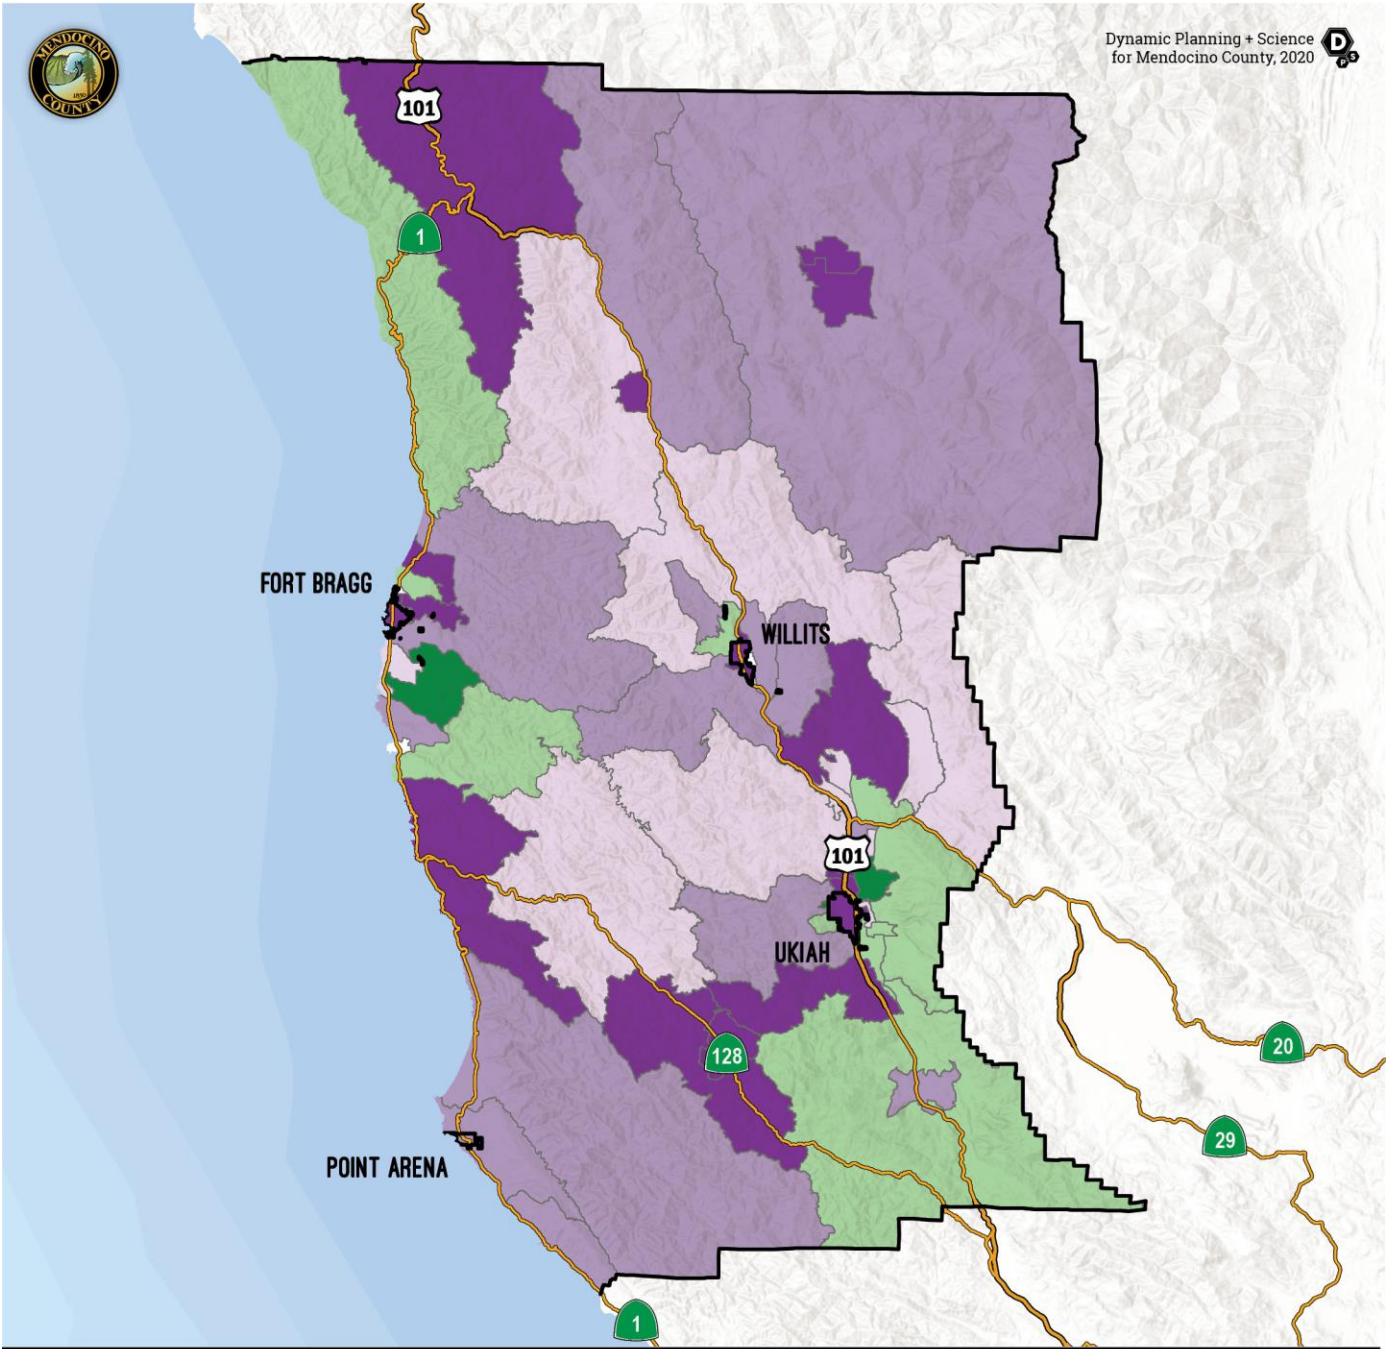 MENDOCINO
1850
COUNTY
Dynamic Planning + Science
for Mendocino County, 2020
D
P
S
101
1
FORT BRAGG
WILLITS
101
UKIAH
128
20
POINT ARENA
29
1